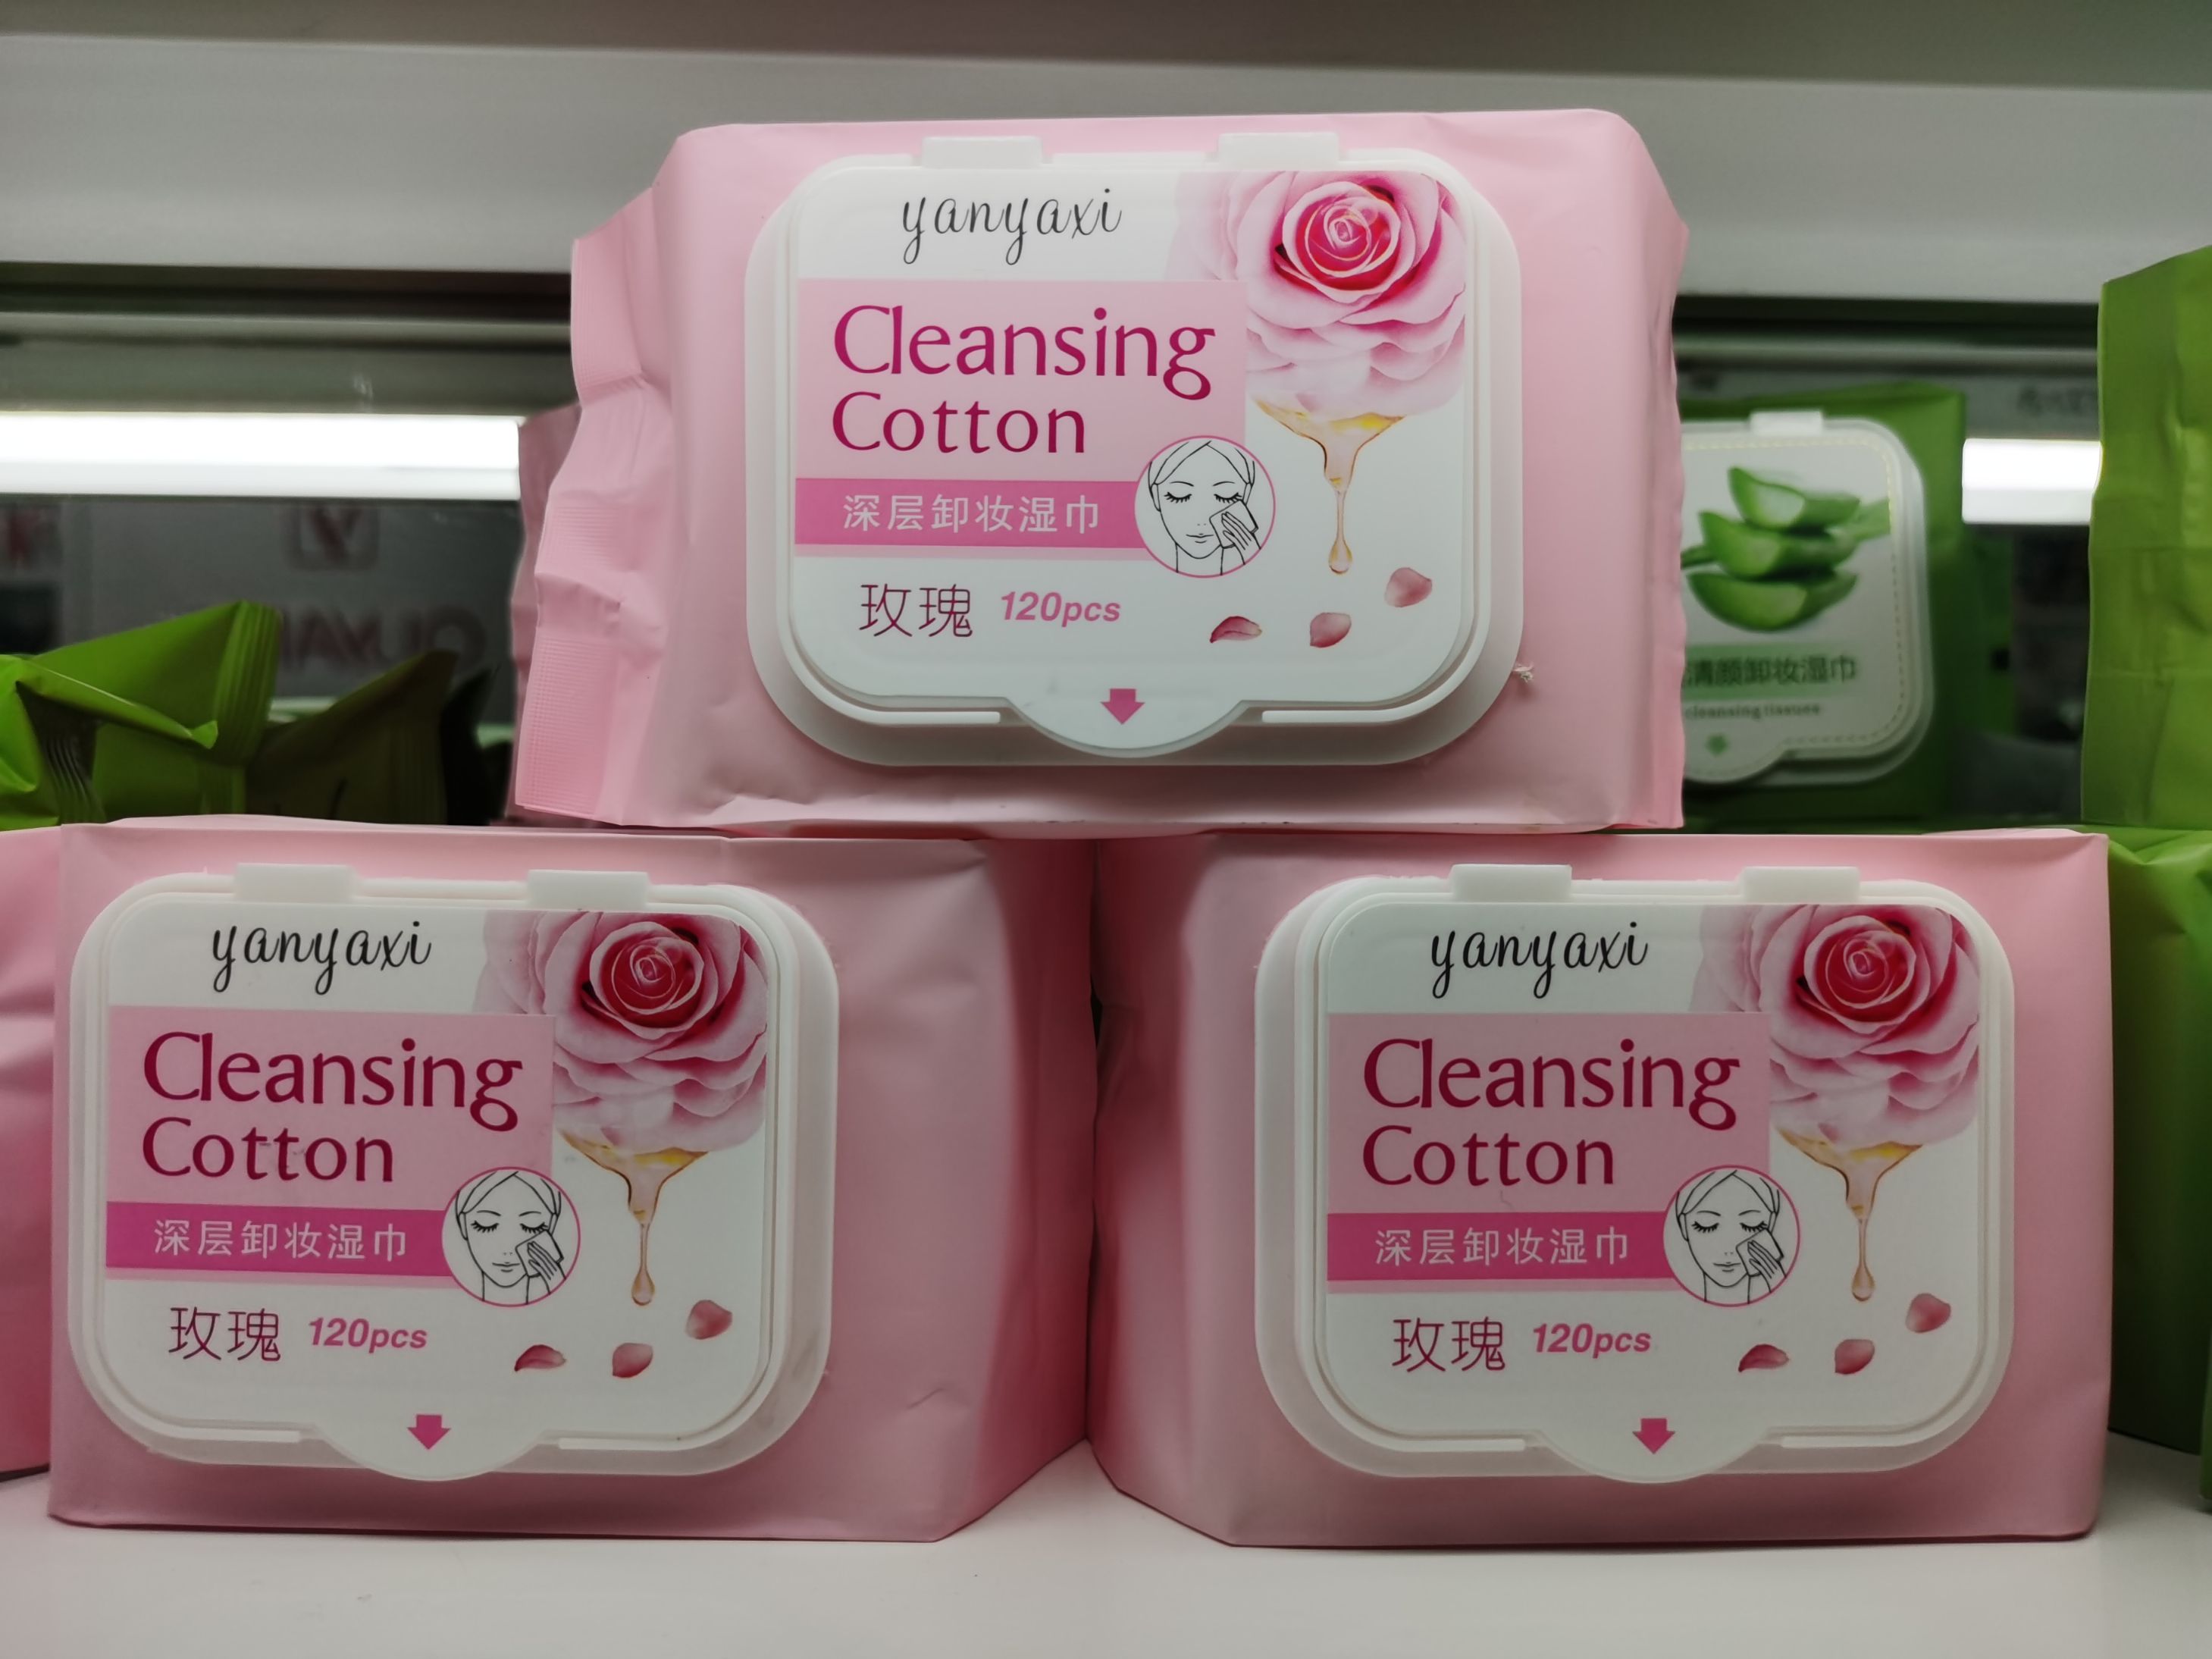 yanyaxi
Cleansing
Cotton
深层卸妆湿巾
玫瑰 120pcs
清颜卸妆湿巾
cleansing tissues
yanyaxi
Cleansing
Cotton
深层卸妆湿巾
玫瑰 120pcs
yanyaxi
Cleansing
Cotton
深层卸妆湿巾
玫瑰 120pcs